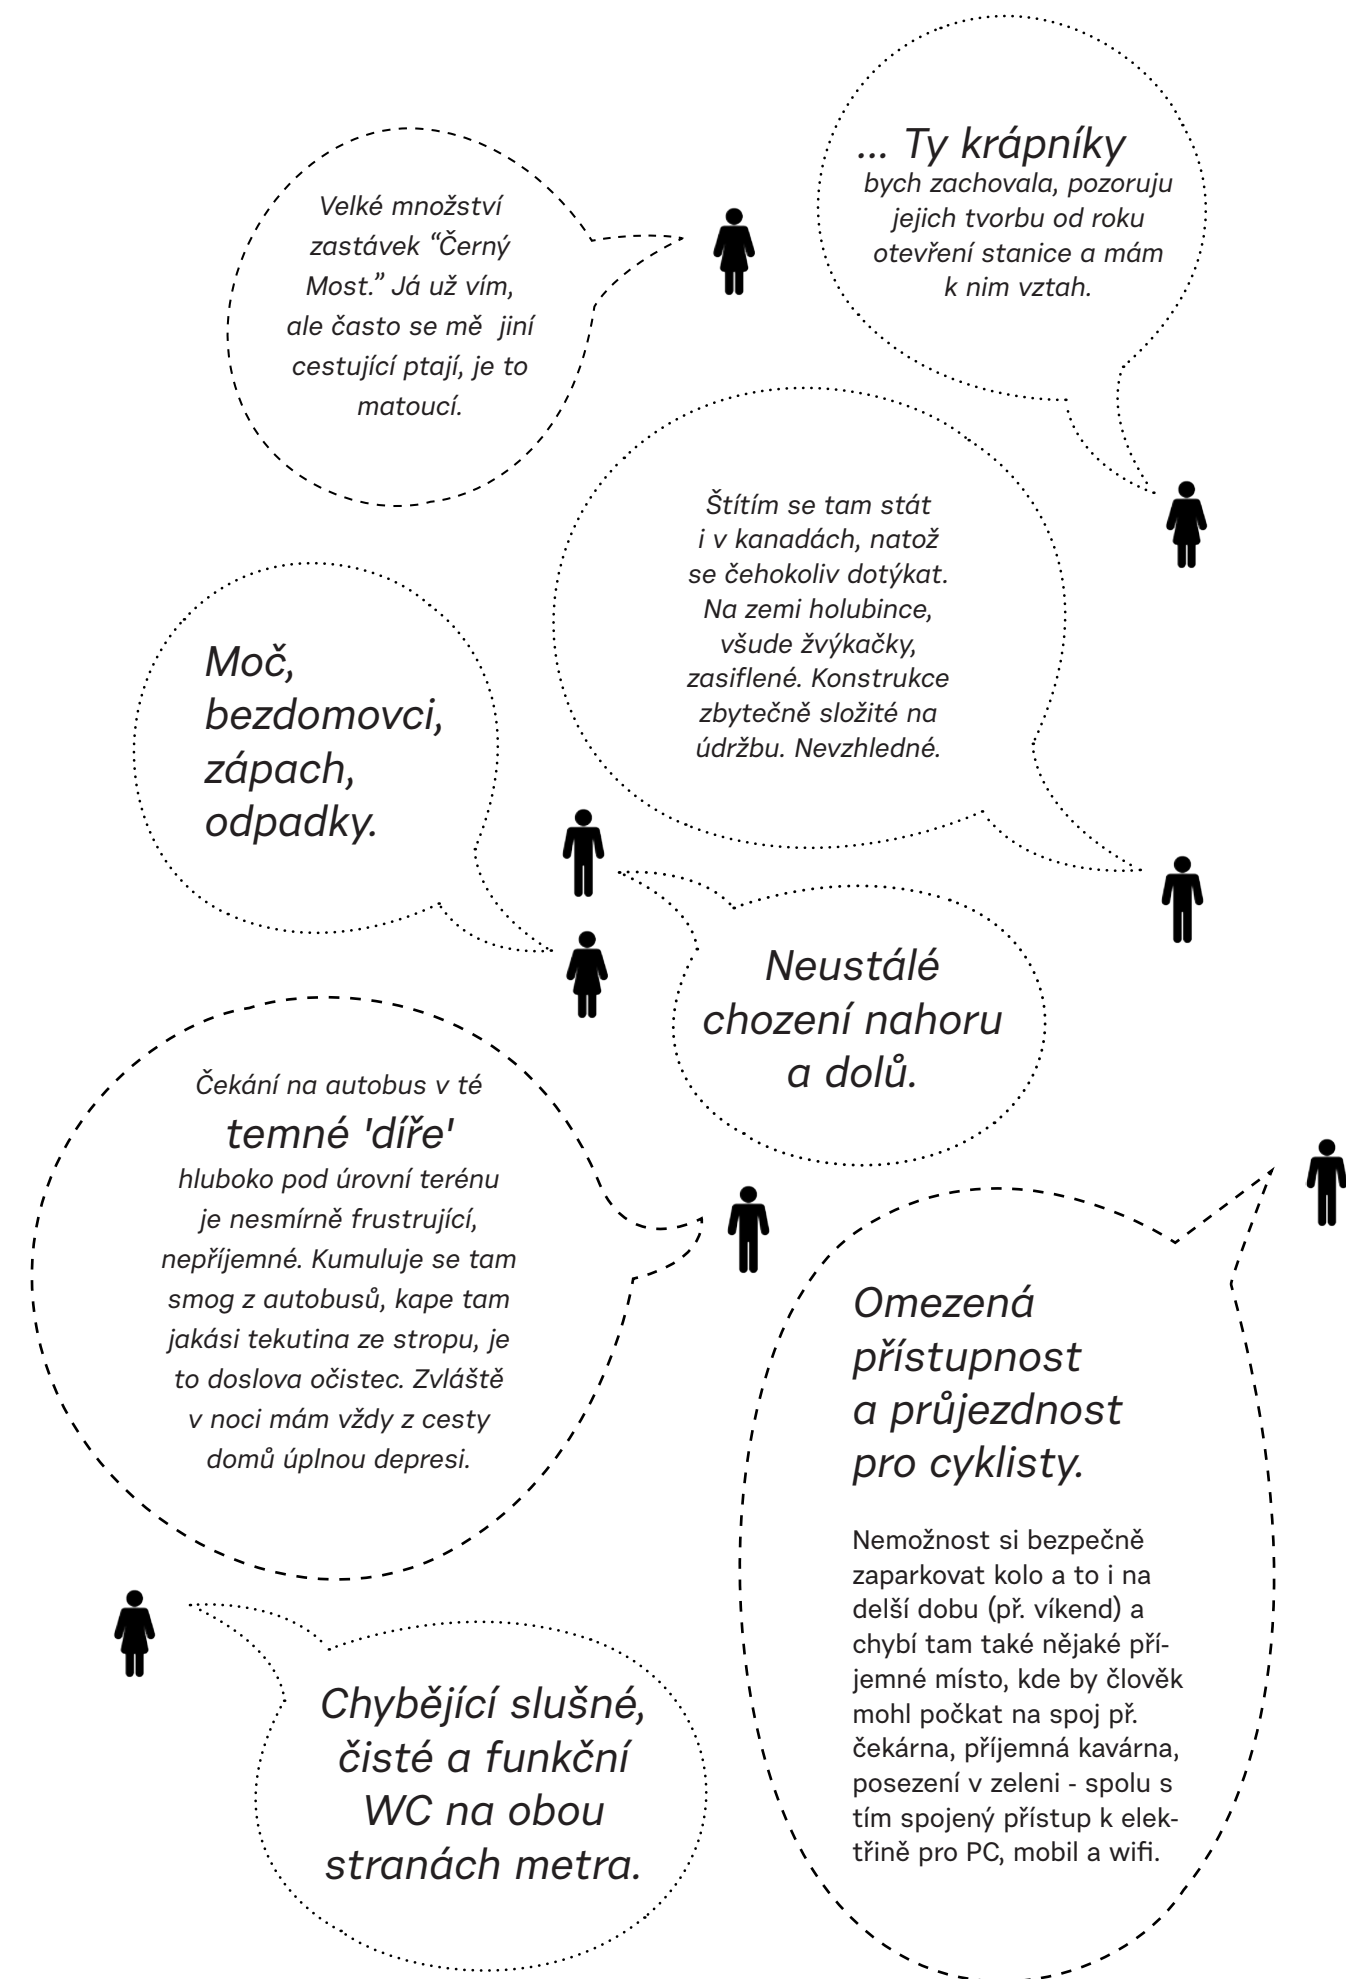 ... Ty krápníky
bych zachovala, pozoruju
jejich tvorbu od roku
otevření stanice a mám
k nim vztah.
Velké množství
zastávek “Černý
Most.” Já už vím,
ale často se mě jiní
cestující ptají, je to
matoucí.
Štítím se tam stát
i v kanadách, natož
se čehokoliv dotýkat.
Na zemi holubince,
všude žvýkačky,
zasiflené. Konstrukce
zbytečně složité na
údržbu. Nevzhledné.
Moč,
bezdomovci,
zápach,
odpadky.
Neustálé
chození nahoru
a dolů.
Čekání na autobus v té
temné 'díře'
hluboko pod úrovní terénu
je nesmírně frustrující,
nepříjemné. Kumuluje se tam
smog z autobusů, kape tam
jakási tekutina ze stropu, je
to doslova očistec. Zvláště
v noci mám vždy z cesty
domů úplnou depresi.
Omezená
přístupnost
a průjezdnost
pro cyklisty.
Nemožnost si bezpečně
zaparkovat kolo a to i na
delší dobu (př. víkend) a
chybí tam také nějaké pří-
jemné místo, kde by člověk
mohl počkat na spoj př.
čekárna, příjemná kavárna,
posezení v zeleni - spolu s
tím spojený přístup k elek-
třině pro PC, mobil a wifi.
Chybějící slušné,
čisté a funkční
WC na obou
stranách metra.